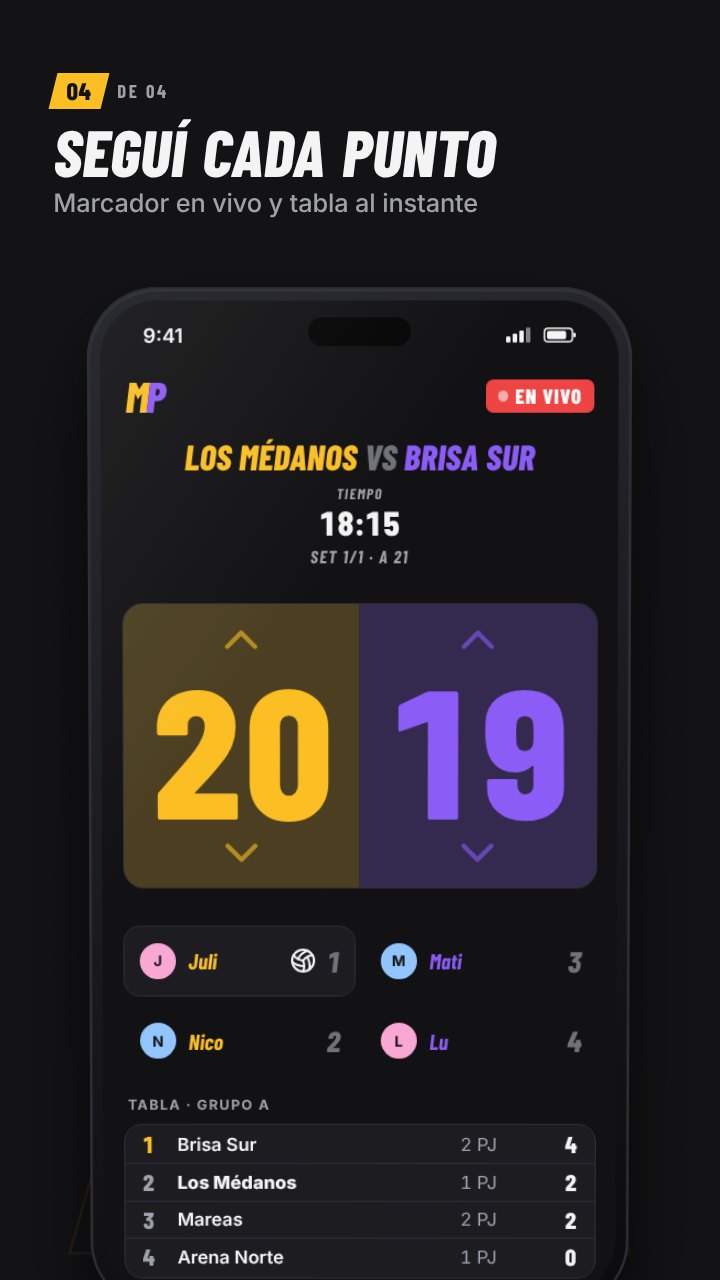 04 DE 04
SEGUÍ CADA PUNTO
Marcador en vivo y tabla al instante
9:41
MP
EN VIVO
LOS MÉDANOS VS BRISA SUR
TIEMPO
18:15
SET 1/1 · A 21
20 19
J Juli 1 M Mati 3
N Nico 2 L Lu 4
TABLA · GRUPO A
1 Brisa Sur 2 PJ 4
2 Los Médanos 1 PJ 2
3 Mareas 2 PJ 2
4 Arena Norte 1 PJ 0